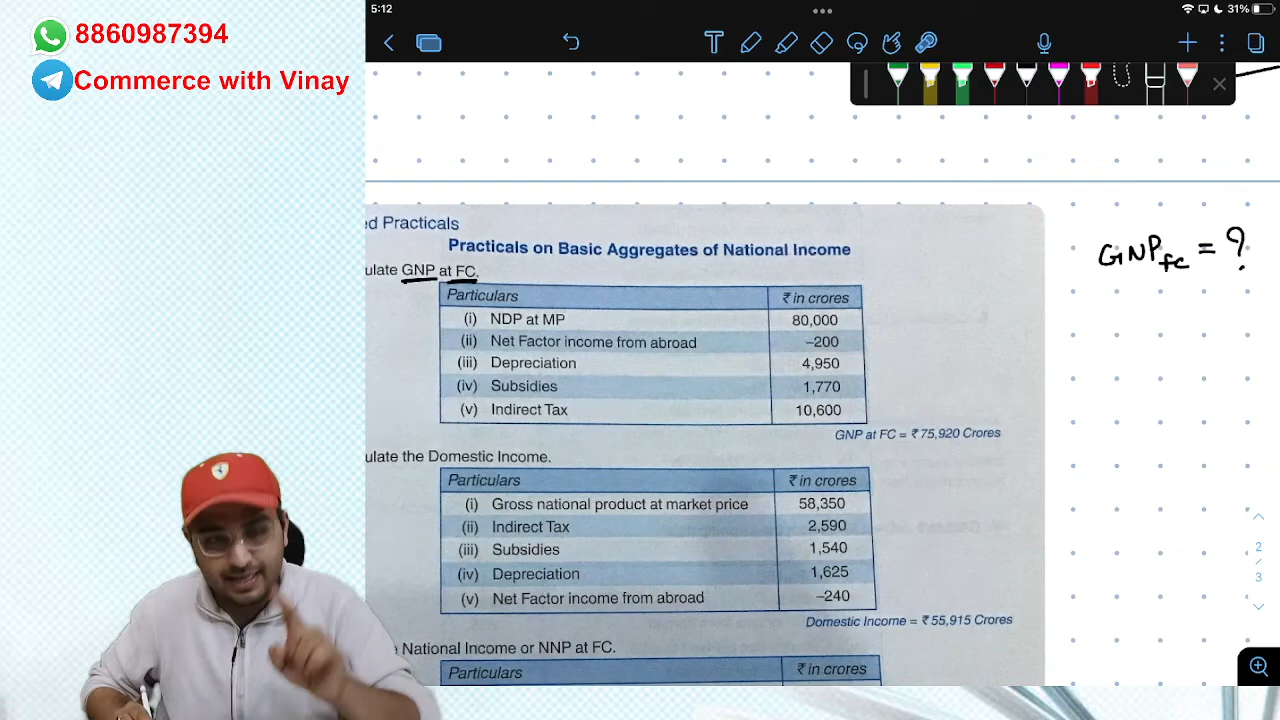 8860987394
Commerce with Vinay
5:12
31%
ed Practicals
Practicals on Basic Aggregates of National Income
ulate GNP at FC.
Particulars ₹ in crores
(i) NDP at MP 80,000
(ii) Net Factor income from abroad –200
(iii) Depreciation 4,950
(iv) Subsidies 1,770
(v) Indirect Tax 10,600
GNP at FC = ₹ 75,920 Crores
GNPfc = ?
ulate the Domestic Income.
Particulars ₹ in crores
(i) Gross national product at market price 58,350
(ii) Indirect Tax 2,590
(iii) Subsidies 1,540
(iv) Depreciation 1,625
(v) Net Factor income from abroad –240
Domestic Income = ₹ 55,915 Crores
National Income or NNP at FC.
Particulars ₹ in crores
2
/
3